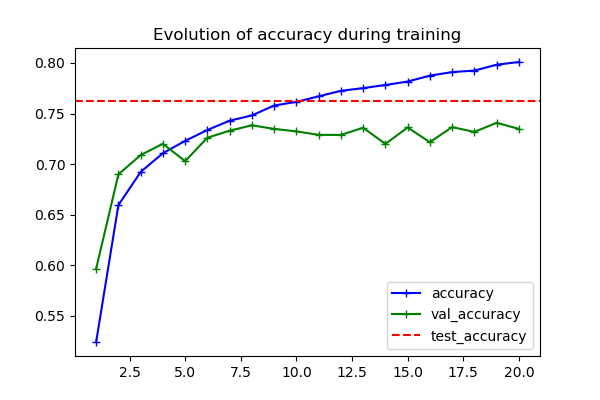 Evolution of accuracy during training
0.80
0.75
0.70
0.65
0.60
0.55
accuracy
val_accuracy
test_accuracy
2.5 5.0 7.5 10.0 12.5 15.0 17.5 20.0